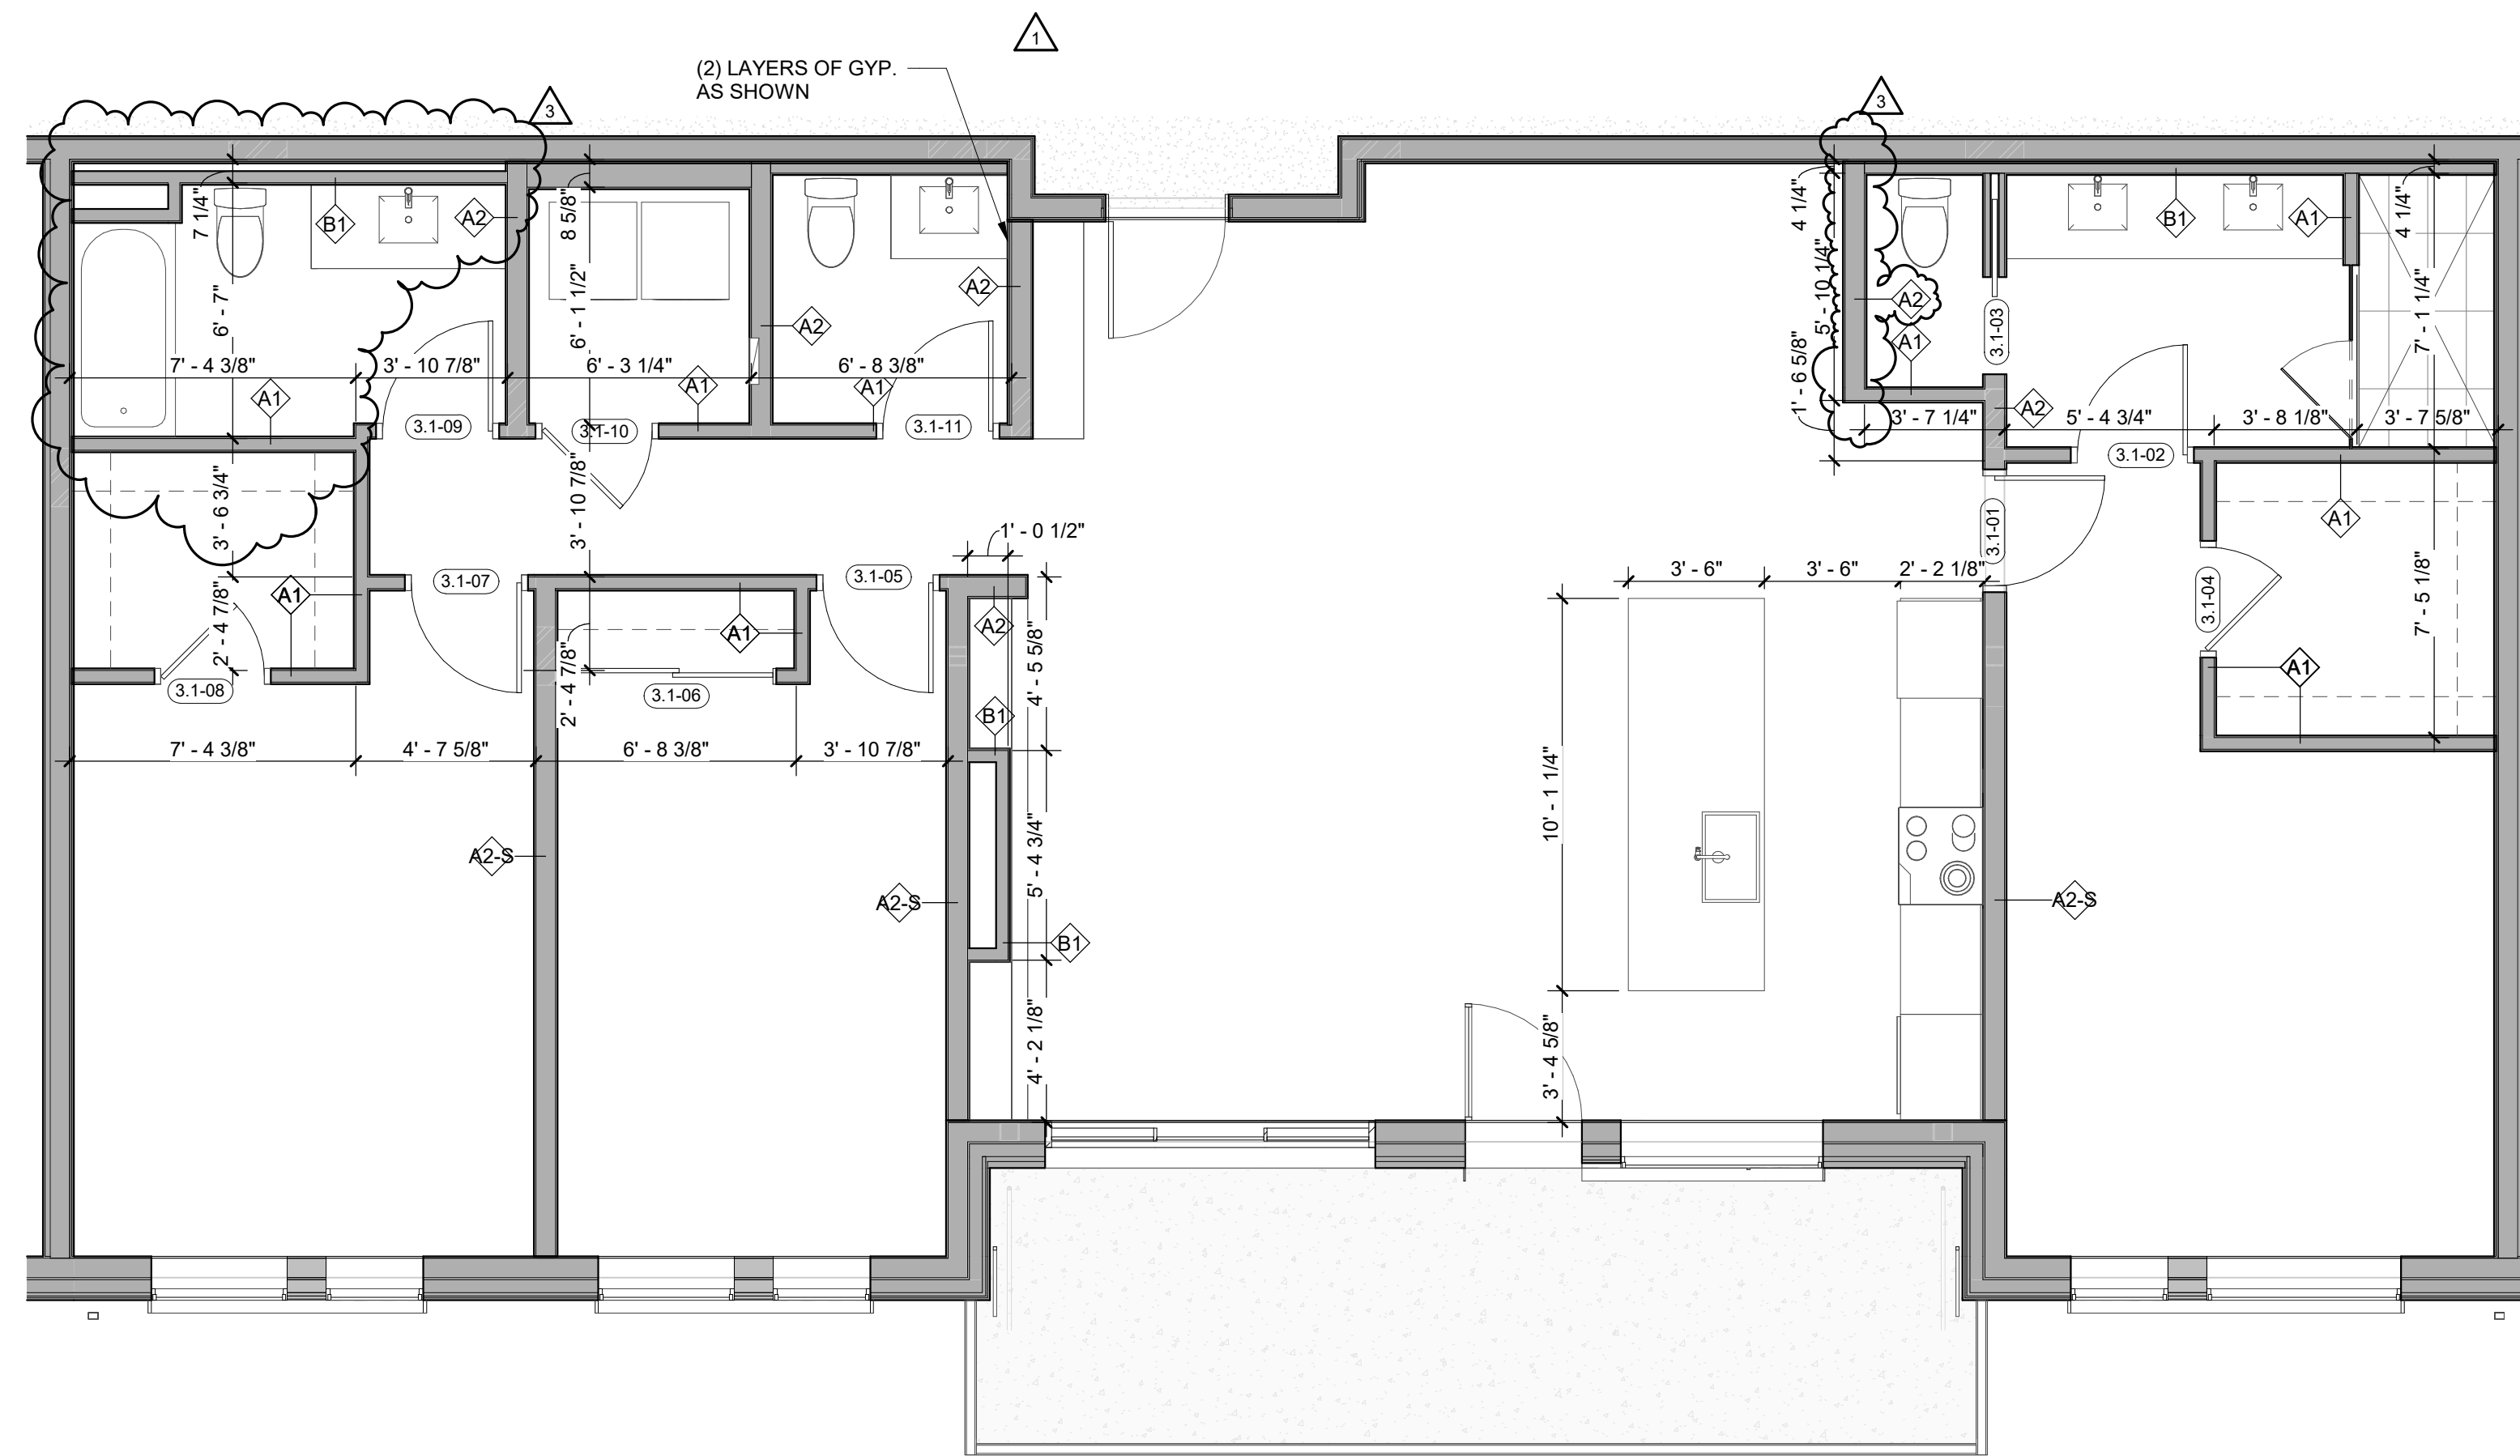 1
(2) LAYERS OF GYP.
AS SHOWN
3
3
7 1/4"
B1
A2
8 5/8"
A2
4 1/4"
B1
A1
4 1/4"
6' - 7"
6' - 1 1/2"
A2
5' - 10 1/4"
A2
3.1-03
7' - 1 1/4"
7' - 4 3/8"
3' - 10 7/8"
6' - 3 1/4"
6' - 8 3/8"
A1
A1
A1
A1
1' - 6 5/8"
A2
3.1-09
3.1-10
3.1-11
3' - 7 1/4"
5' - 4 3/4"
3' - 8 1/8"
3' - 7 5/8"
3.1-02
3' - 6 3/4"
3' - 10 7/8"
1' - 0 1/2"
3.1-01
A1
3.1-07
3.1-05
3' - 6"
3' - 6"
2' - 2 1/8"
A1
2' - 4 7/8"
A1
A2
4' - 5 5/8"
3.1-04
7' - 5 1/8"
3.1-08
2' - 4 7/8"
3.1-06
B1
A1
7' - 4 3/8"
4' - 7 5/8"
6' - 8 3/8"
3' - 10 7/8"
10' - 1 1/4"
A2-S
A2-S
5' - 4 3/4"
A2-S
B1
4' - 2 1/8"
3' - 4 5/8"